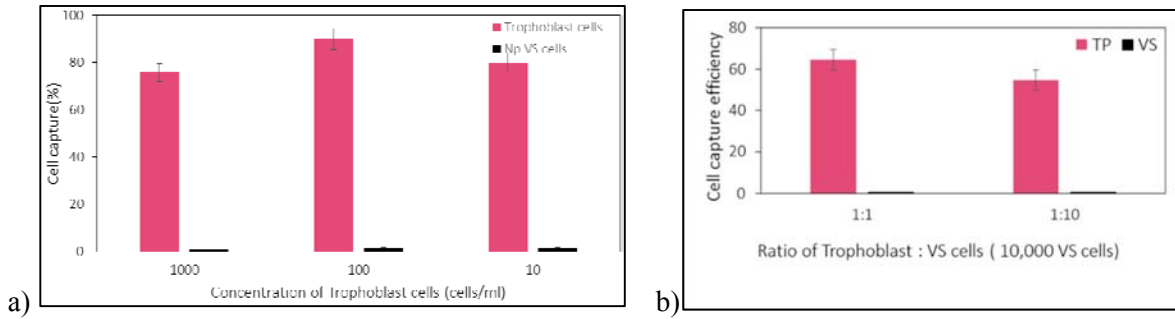 100
80
60
40
20
0
Cell capture(%)
Trophoblast cells
Np VS cells
1000 100 10
Concentration of Trophoblast cells (cells/ml)
a)
80
60
40
20
0
Cell capture efficiency
TP VS
1:1 1:10
Ratio of Trophoblast : VS cells ( 10,000 VS cells)
b)